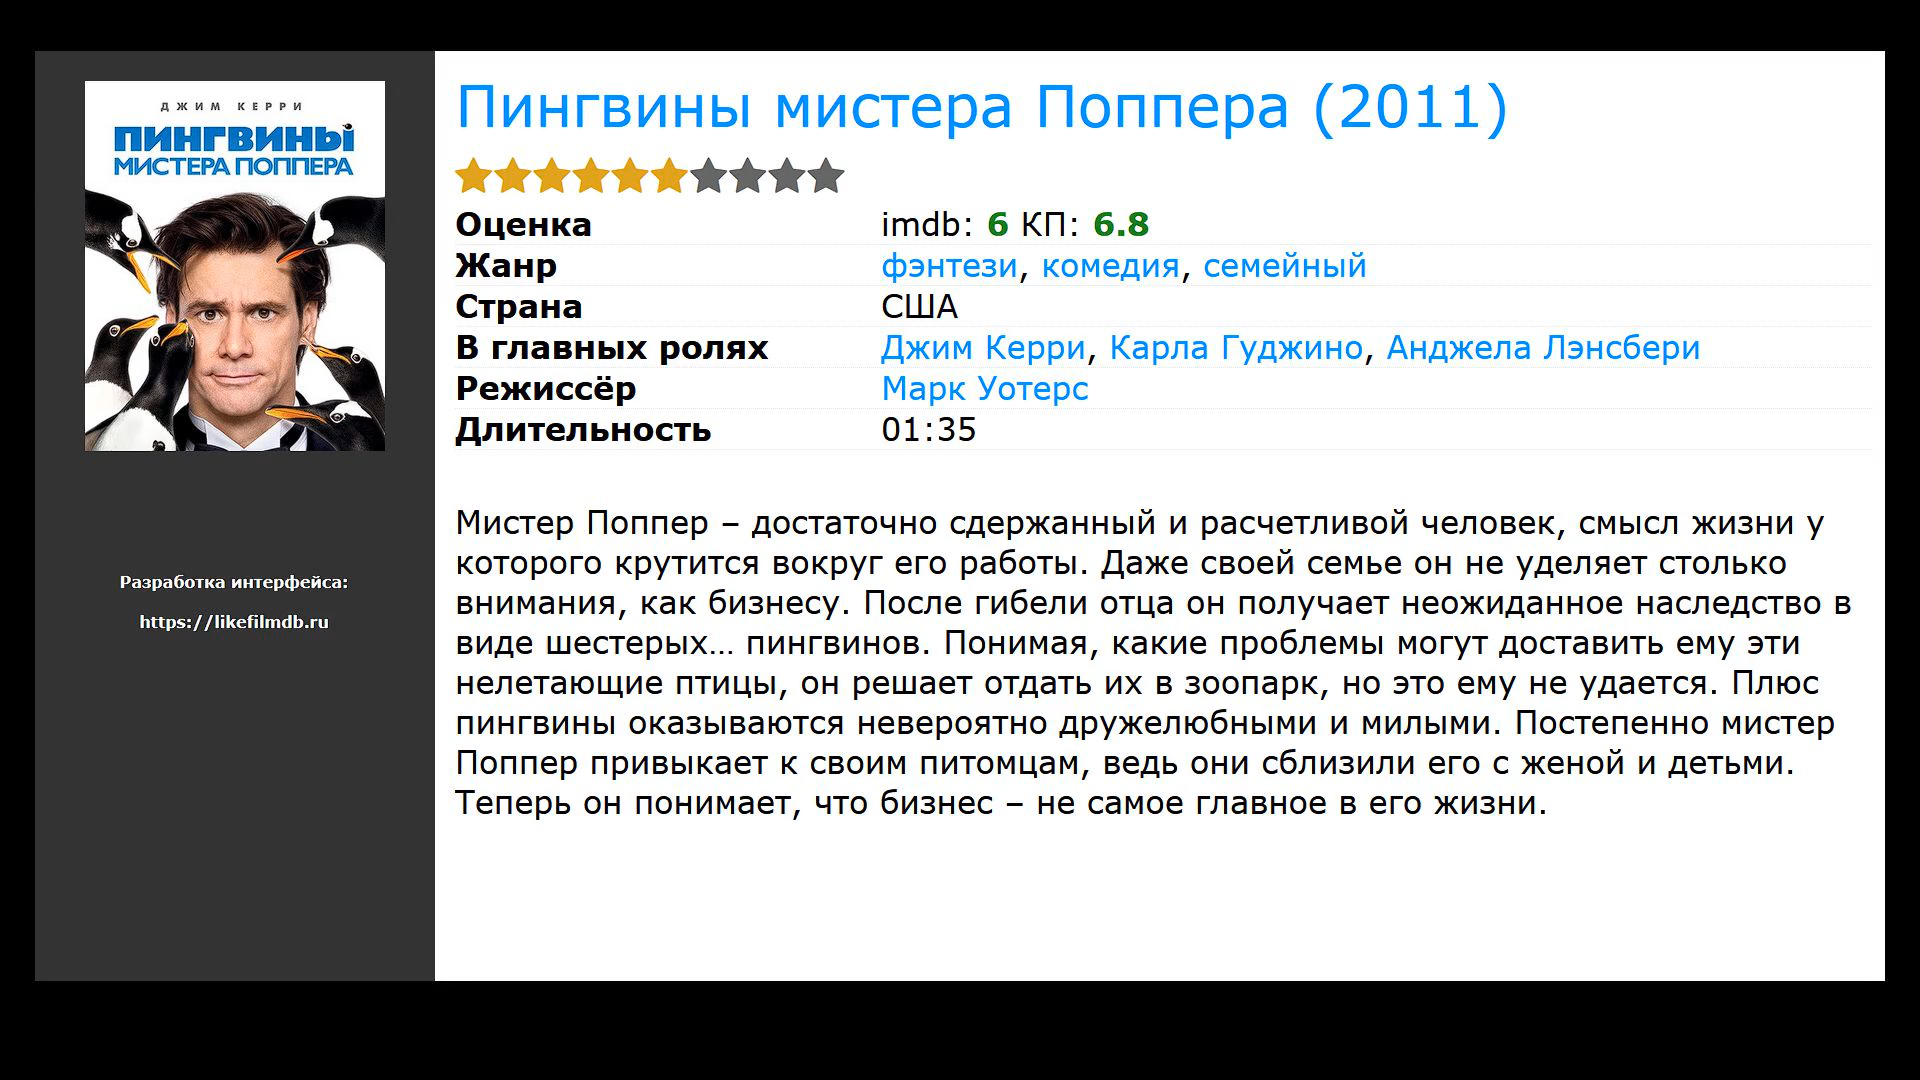 ДЖИМ КЕРРИ
ПИНГВИНЫ
МИСТЕРА ПОППЕРА
Разработка интерфейса:
https://likefilmdb.ru
Пингвины мистера Поппера (2011)
Оценка imdb: 6 КП: 6.8
Жанр фэнтези, комедия, семейный
Страна США
В главных ролях Джим Керри, Карла Гуджино, Анджела Лэнсбери
Режиссёр Марк Уотерс
Длительность 01:35
Мистер Поппер – достаточно сдержанный и расчетливой человек, смысл жизни у
которого крутится вокруг его работы. Даже своей семье он не уделяет столько
внимания, как бизнесу. После гибели отца он получает неожиданное наследство в
виде шестерых… пингвинов. Понимая, какие проблемы могут доставить ему эти
нелетающие птицы, он решает отдать их в зоопарк, но это ему не удается. Плюс
пингвины оказываются невероятно дружелюбными и милыми. Постепенно мистер
Поппер привыкает к своим питомцам, ведь они сблизили его с женой и детьми.
Теперь он понимает, что бизнес – не самое главное в его жизни.